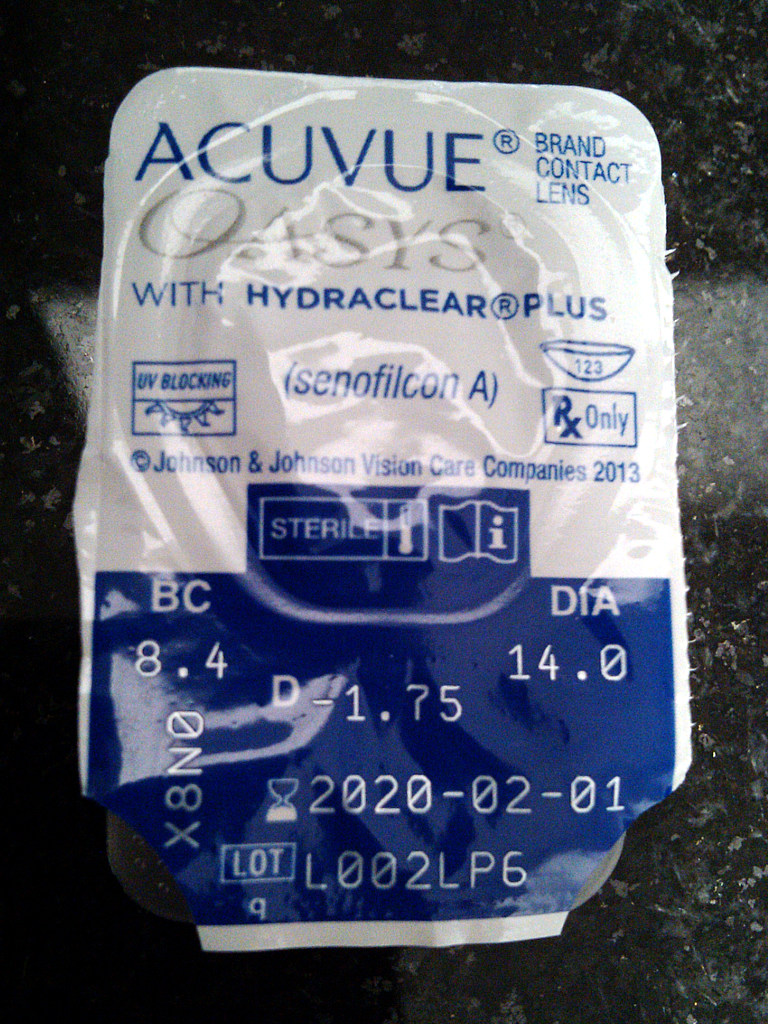 ACUVUE® BRAND
CONTACT
LENS
OASYS®
WITH HYDRACLEAR® PLUS
123
UV BLOCKING
(senofilcon A)
Rx Only
©Johnson & Johnson Vision Care Companies 2013
STERILE
i
BC
DIA
8.4
14.0
D -1.75
X8N0
2020-02-01
LOT L002LP6
q